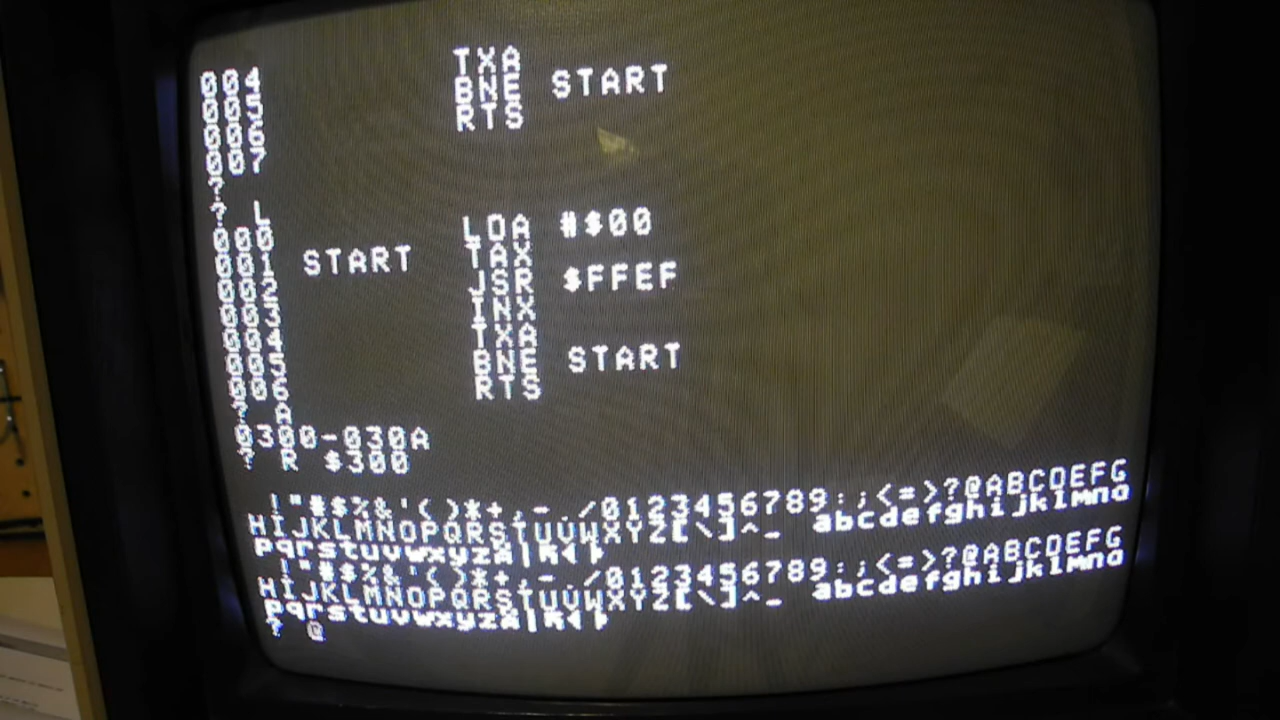 TXA
004 BNE START
005 RTS
006
007
?
? L
000 LDA #$00
001 START TAX
002 JSR $FFEF
003 INX
004 TXA
005 BNE START
006 RTS
? A
0300-030A
? R $300
!"#$%&'()*+,-./0123456789:;<=>?@ABCDEFG
HIJKLMNOPQRSTUVWXYZ[\]^_ abcdefghijklmno
pqrstuvwxyz
!"#$%&'()*+,-./0123456789:;<=>?@ABCDEFG
HIJKLMNOPQRSTUVWXYZ[\]^_ abcdefghijklmno
pqrstuvwxyz
? @